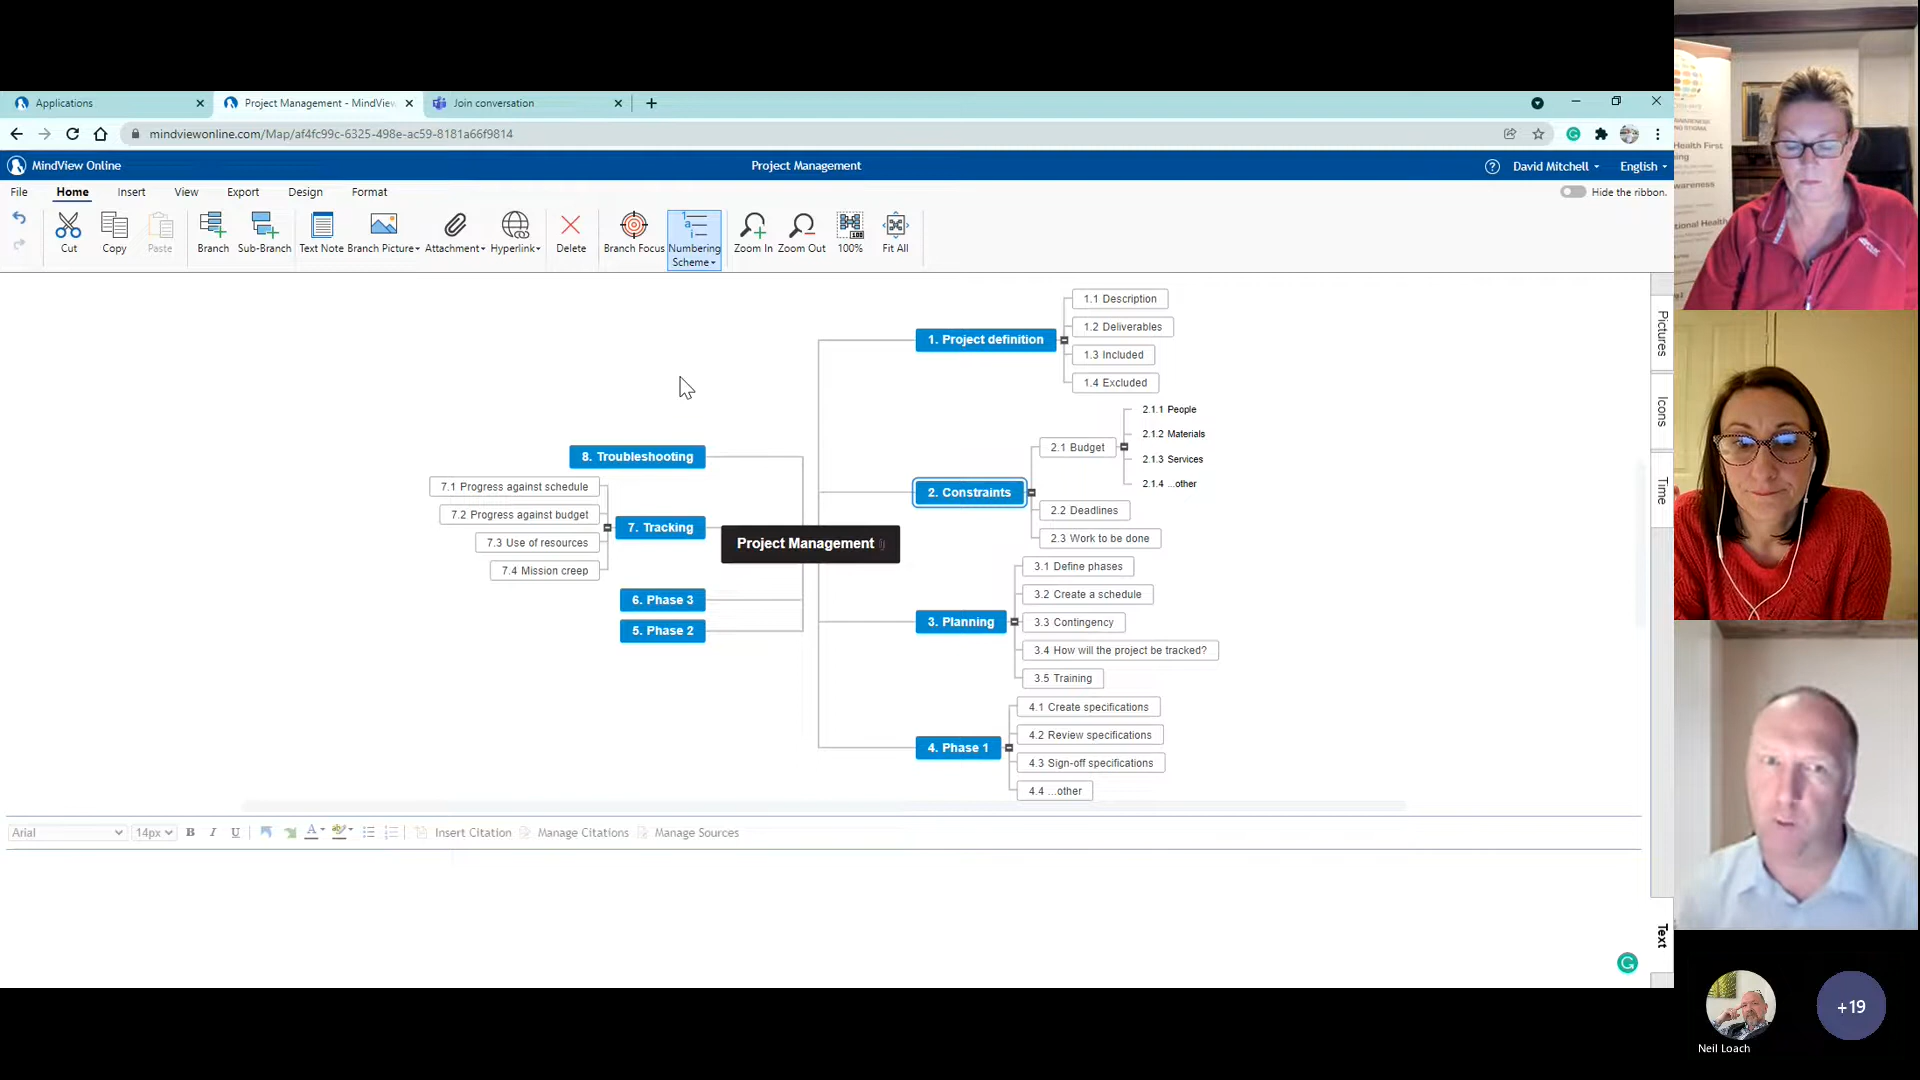 Applications
Project Management - MindView
Join conversation
mindviewonline.com/Map/af4fc99c-6325-498e-ac59-8181a66f9814
MindView Online
Project Management
David Mitchell
English
File
Home
Insert
View
Export
Design
Format
Hide the ribbon.
Cut
Copy
Paste
Branch
Sub-Branch
Text Note
Branch Picture
Attachment
Hyperlink
Delete
Branch Focus
Numbering
Scheme
Zoom In
Zoom Out
100%
Fit All
Pictures
Icons
Time
Text
1. Project definition
1.1 Description
1.2 Deliverables
1.3 Included
1.4 Excluded
2. Constraints
2.1 Budget
2.1.1 People
2.1.2 Materials
2.1.3 Services
2.1.4 ...other
2.2 Deadlines
2.3 Work to be done
3. Planning
3.1 Define phases
3.2 Create a schedule
3.3 Contingency
3.4 How will the project be tracked?
3.5 Training
4. Phase 1
4.1 Create specifications
4.2 Review specifications
4.3 Sign-off specifications
4.4 ...other
8. Troubleshooting
7. Tracking
7.1 Progress against schedule
7.2 Progress against budget
7.3 Use of resources
7.4 Mission creep
Project Management
6. Phase 3
5. Phase 2
Arial
14px
B
I
U
Insert Citation
Manage Citations
Manage Sources
Health First
Neil Loach
+19